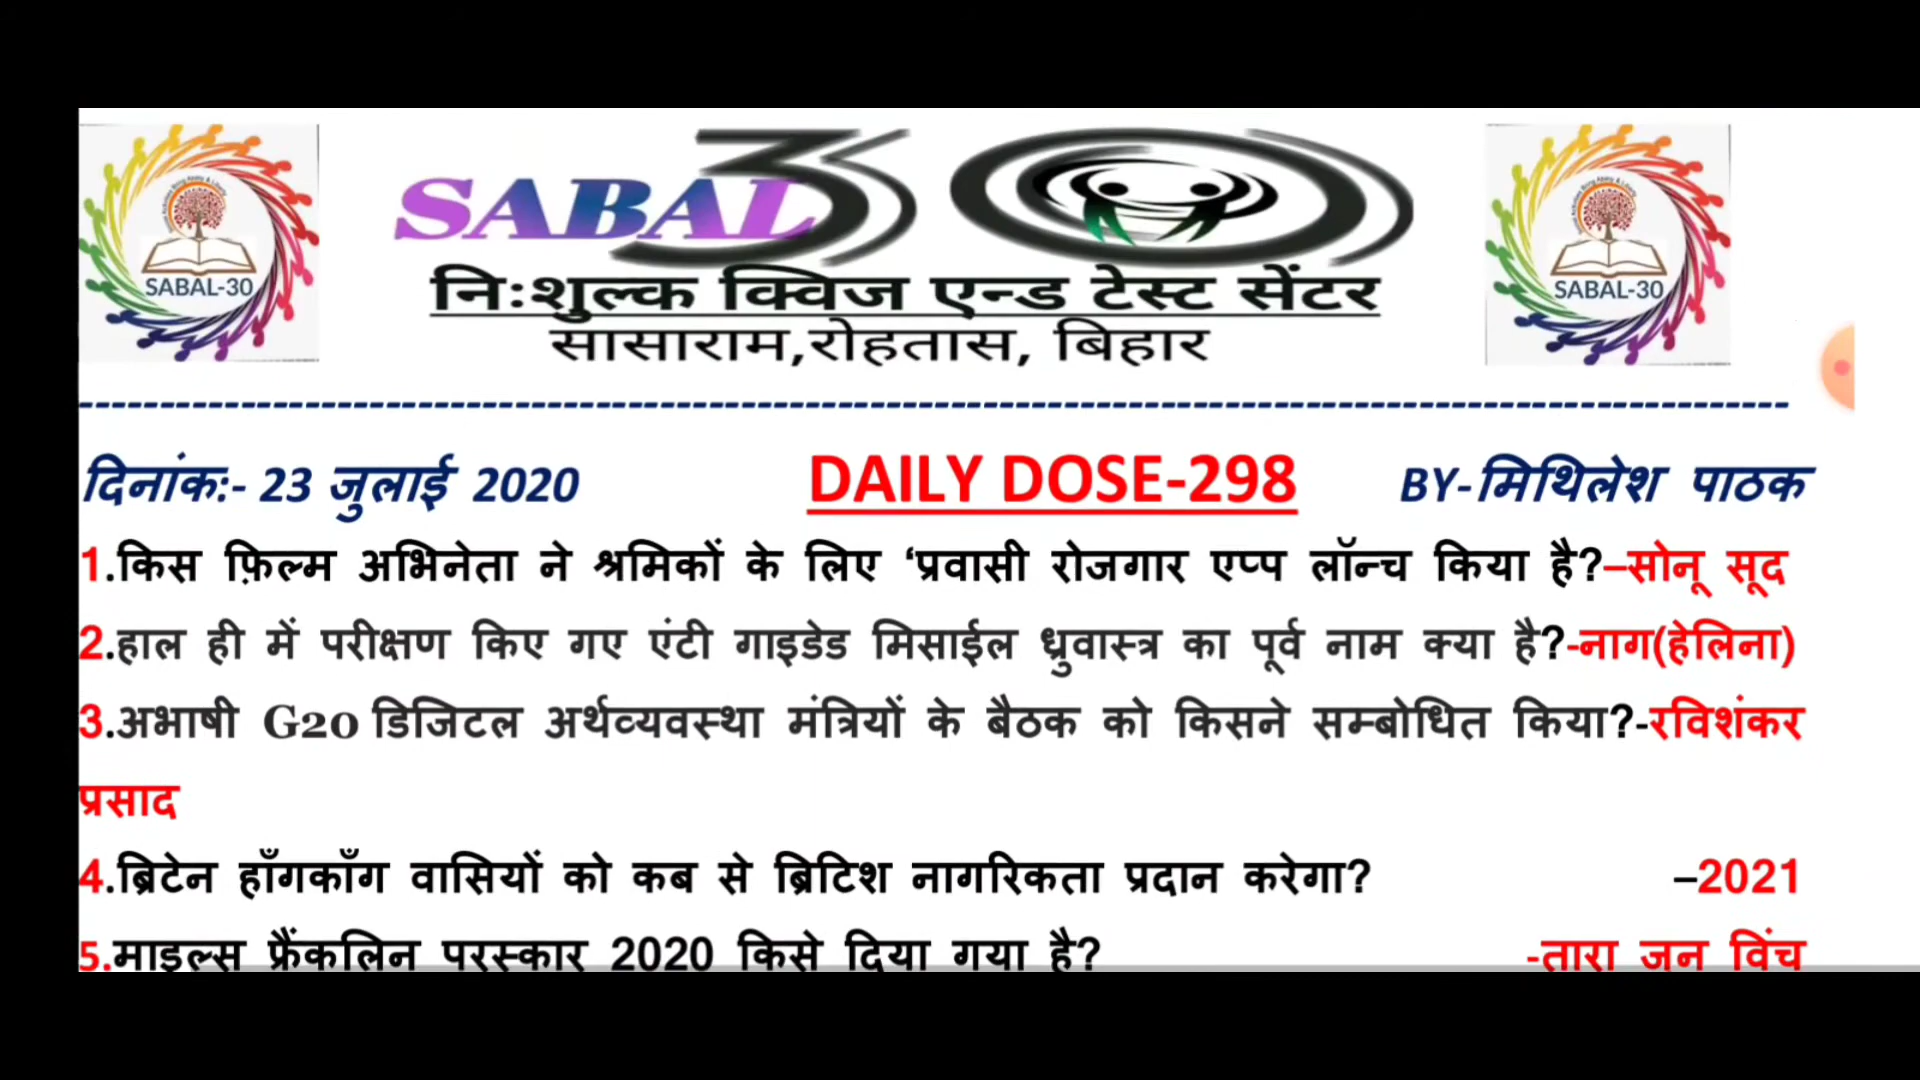 SABAL 30
SABAL-30
SABAL-30
नि:शुल्क क्विज एन्ड टेस्ट सेंटर
सासाराम,रोहतास, बिहार
दिनांक:- 23 जुलाई 2020 DAILY DOSE-298 BY-मिथिलेश पाठक
1.किस फ़िल्म अभिनेता ने श्रमिकों के लिए ‘प्रवासी रोजगार एप्प लॉन्च किया है?–सोनू सूद
2.हाल ही में परीक्षण किए गए एंटी गाइडेड मिसाईल ध्रुवास्त्र का पूर्व नाम क्या है?-नाग(हेलिना)
3.अभाषी G20 डिजिटल अर्थव्यवस्था मंत्रियों के बैठक को किसने सम्बोधित किया?-रविशंकर
प्रसाद
4.ब्रिटेन हाँगकाँग वासियों को कब से ब्रिटिश नागरिकता प्रदान करेगा? –2021
5.माइल्स फ्रैंकलिन पुरस्कार 2020 किसे दिया गया है? -तारा जून विंच